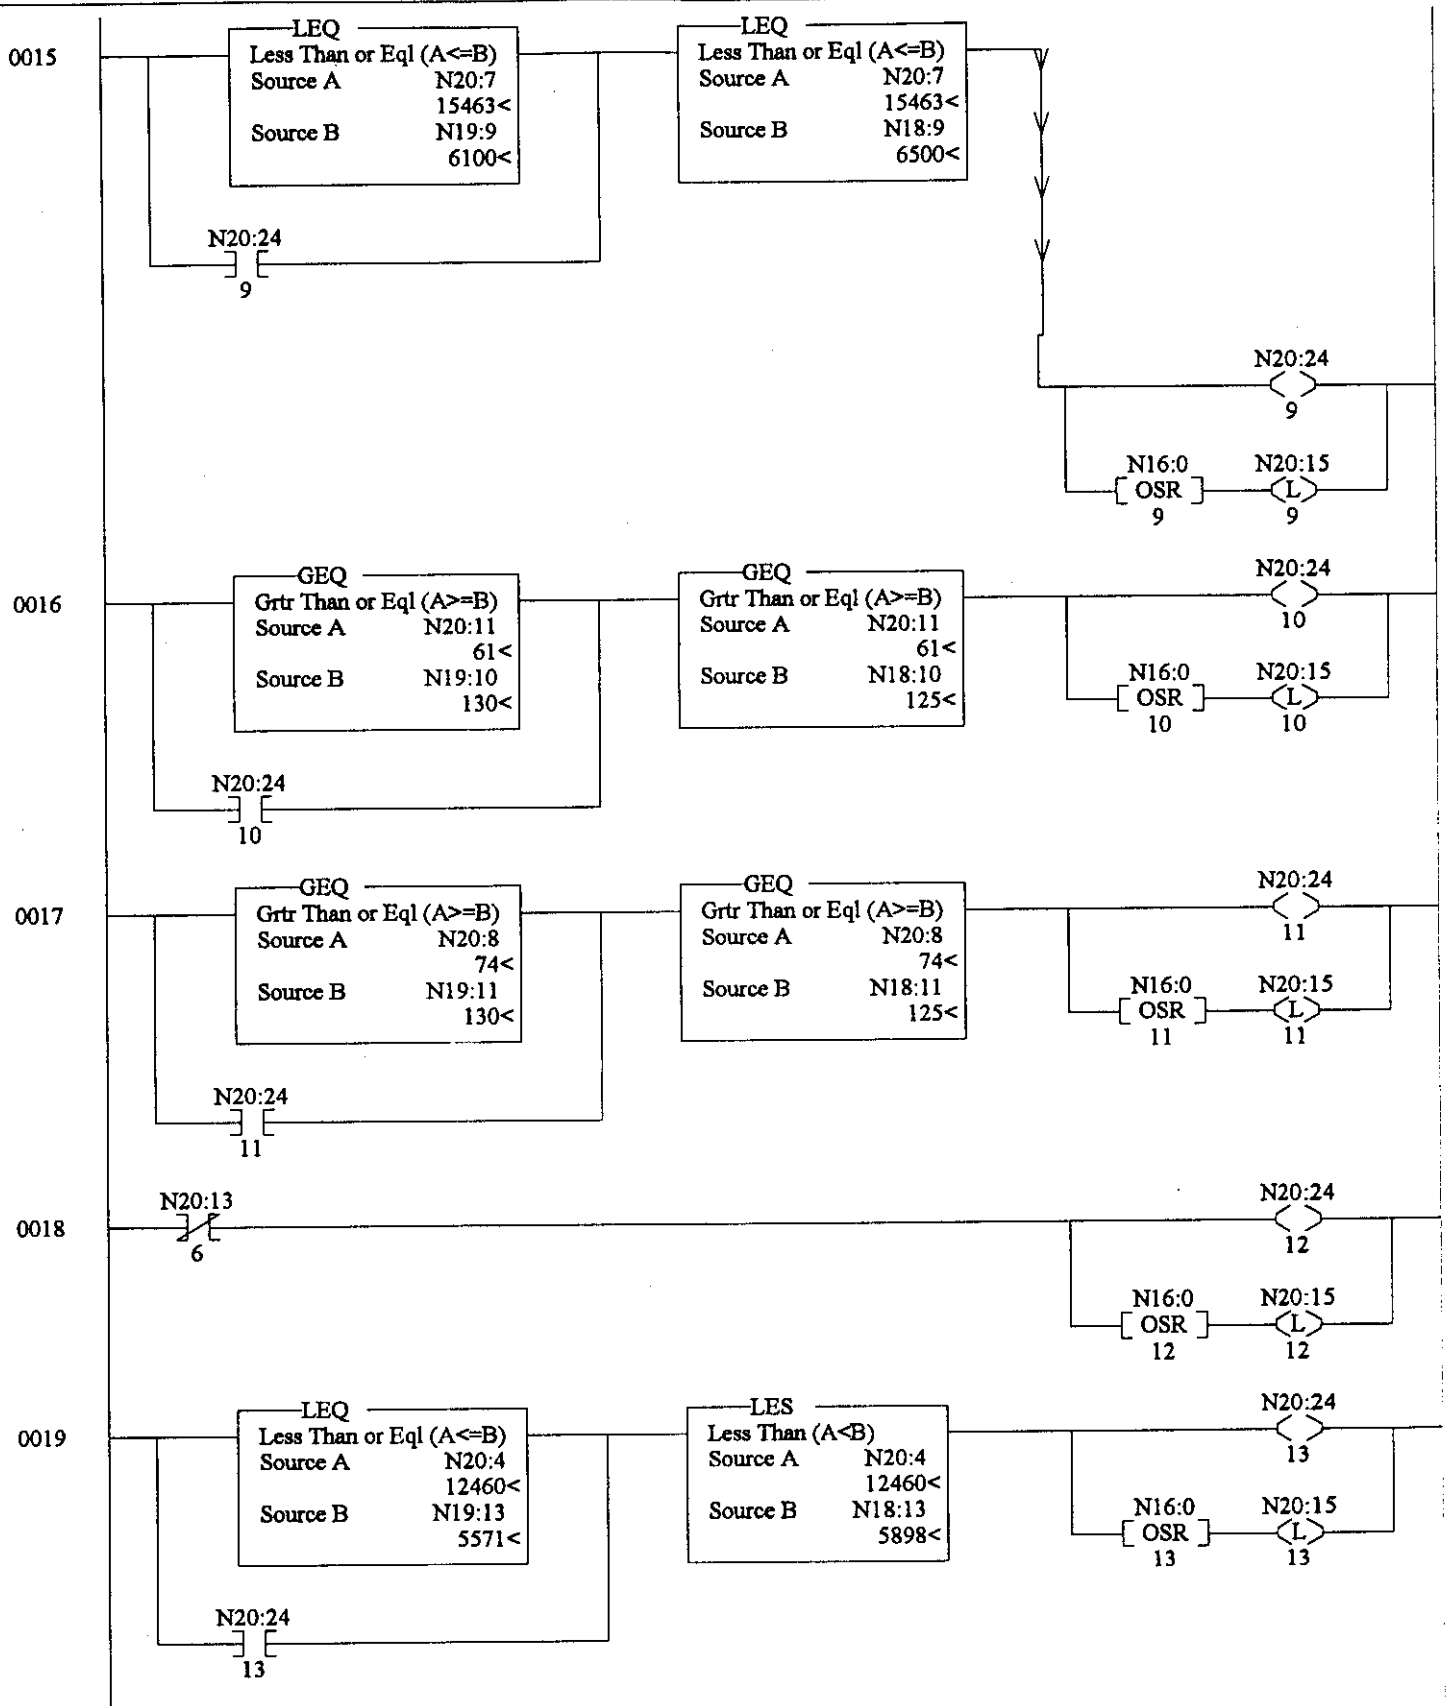 0015
LEQ
Less Than or Eql (A<=B)
Source A N20:7
15463<
Source B N19:9
6100<
LEQ
Less Than or Eql (A<=B)
Source A N20:7
15463<
Source B N18:9
6500<
N20:24
9
N20:24
9
N16:0 N20:15
OSR L
9 9
0016
GEQ
Grtr Than or Eql (A>=B)
Source A N20:11
61<
Source B N19:10
130<
GEQ
Grtr Than or Eql (A>=B)
Source A N20:11
61<
Source B N18:10
125<
N20:24
10
N16:0 N20:15
OSR L
10 10
N20:24
10
0017
GEQ
Grtr Than or Eql (A>=B)
Source A N20:8
74<
Source B N19:11
130<
GEQ
Grtr Than or Eql (A>=B)
Source A N20:8
74<
Source B N18:11
125<
N20:24
11
N16:0 N20:15
OSR L
11 11
N20:24
11
0018
N20:13
6
N20:24
12
N16:0 N20:15
OSR L
12 12
0019
LEQ
Less Than or Eql (A<=B)
Source A N20:4
12460<
Source B N19:13
5571<
LES
Less Than (A<B)
Source A N20:4
12460<
Source B N18:13
5898<
N20:24
13
N16:0 N20:15
OSR L
13 13
N20:24
13